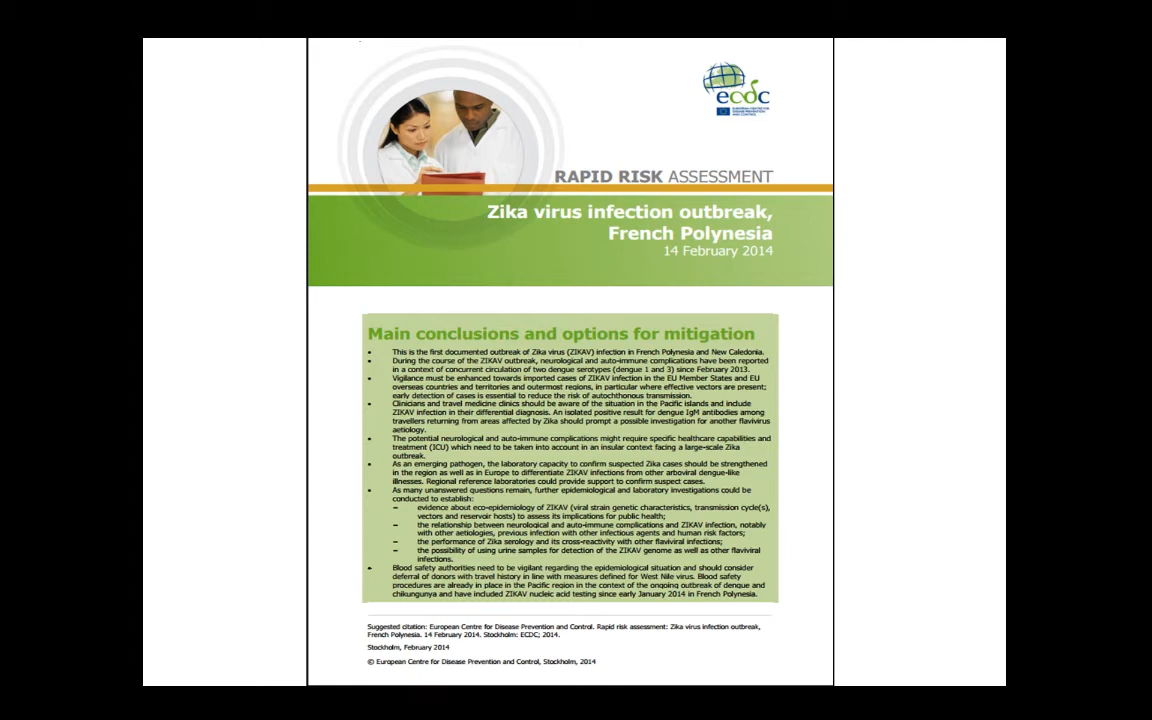 ecdc
EUROPEAN CENTRE FOR
DISEASE PREVENTION
AND CONTROL
RAPID RISK ASSESSMENT
Zika virus infection outbreak,
French Polynesia
14 February 2014
Main conclusions and options for mitigation
• This is the first documented outbreak of Zika virus (ZIKAV) infection in French Polynesia and New Caledonia.
• During the course of the ZIKAV outbreak, neurological and auto-immune complications have been reported
in a context of concurrent circulation of two dengue serotypes (dengue 1 and 3) since February 2013.
• Vigilance must be enhanced towards imported cases of ZIKAV infection in the EU Member States and EU
overseas countries and territories and outermost regions, in particular where effective vectors are present;
early detection of cases is essential to reduce the risk of autochthonous transmission.
• Clinicians and travel medicine clinics should be aware of the situation in the Pacific islands and include
ZIKAV infection in their differential diagnosis. An isolated positive result for dengue IgM antibodies among
travellers returning from areas affected by Zika should prompt a possible investigation for another flavivirus
aetiology.
• The potential neurological and auto-immune complications might require specific healthcare capabilities and
treatment (ICU) which need to be taken into account in an insular context facing a large-scale Zika
outbreak.
• As an emerging pathogen, the laboratory capacity to confirm suspected Zika cases should be strengthened
in the region as well as in Europe to differentiate ZIKAV infections from other arboviral dengue-like
illnesses. Regional reference laboratories could provide support to confirm suspect cases.
• As many unanswered questions remain, further epidemiological and laboratory investigations could be
conducted to establish:
− evidence about eco-epidemiology of ZIKAV (viral strain genetic characteristics, transmission cycle(s),
vectors and reservoir hosts) to assess its implications for public health;
− the relationship between neurological and auto-immune complications and ZIKAV infection, notably
with other aetiologies, previous infection with other infectious agents and human risk factors;
− the performance of Zika serology and its cross-reactivity with other flaviviral infections;
− the possibility of using urine samples for detection of the ZIKAV genome as well as other flaviviral
infections.
• Blood safety authorities need to be vigilant regarding the epidemiological situation and should consider
deferral of donors with travel history in line with measures defined for West Nile virus. Blood safety
procedures are already in place in the Pacific region in the context of the ongoing outbreak of dengue and
chikungunya and have included ZIKAV nucleic acid testing since early January 2014 in French Polynesia.
Suggested citation: European Centre for Disease Prevention and Control. Rapid risk assessment: Zika virus infection outbreak,
French Polynesia. 14 February 2014. Stockholm: ECDC; 2014.
Stockholm, February 2014
© European Centre for Disease Prevention and Control, Stockholm, 2014